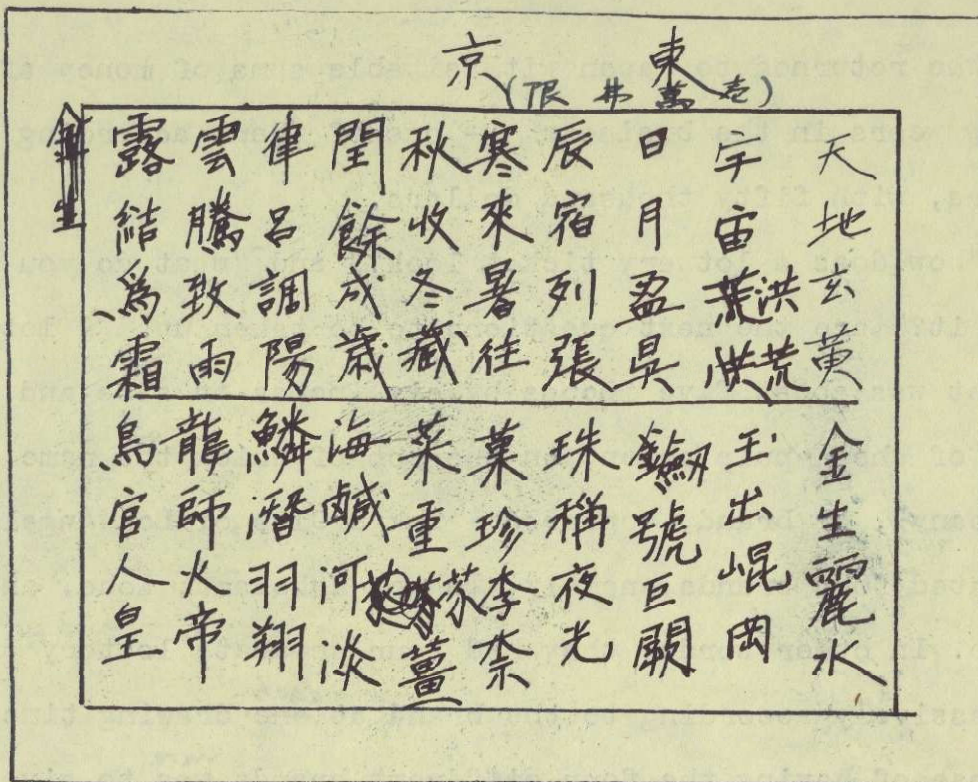 東京
天地玄黃
宇宙洪荒
日月盈昃
辰宿列張
寒來暑往
秋收冬藏
閏餘成歲
律呂調陽
雲騰致雨
露結爲霜
金生麗水
玉出崐岡
劒號巨闕
珠稱夜光
菓珍李柰
菜重芥薑
海鹹河淡
鱗潛羽翔
龍師火帝
鳥官人皇
生